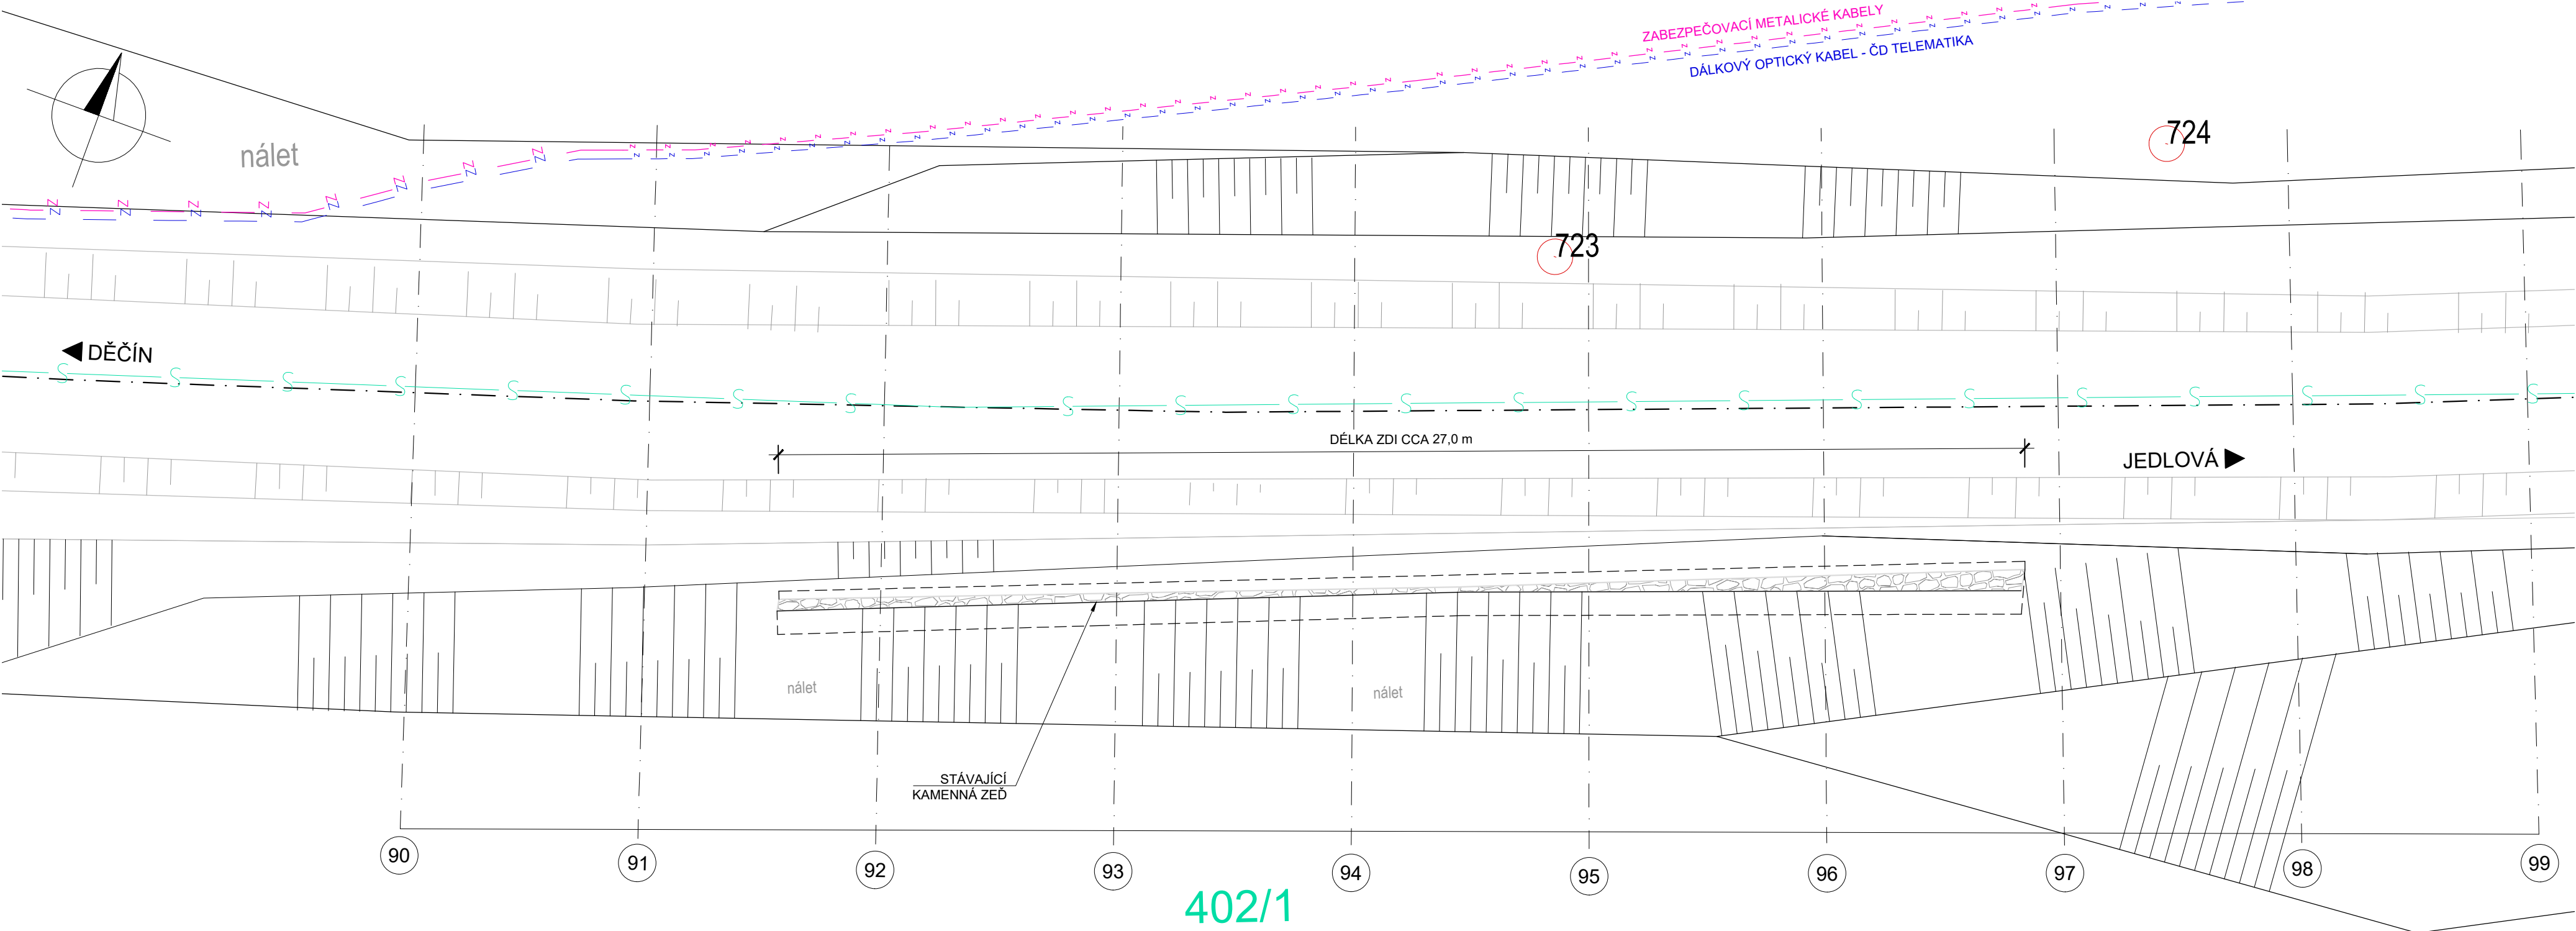 ZABEZPEČOVACÍ METALICKÉ KABELY
DÁLKOVÝ OPTICKÝ KABEL - ČD TELEMATIKA
724
nálet
723
DĚČÍN
DÉLKA ZDI CCA 27,0 m
JEDLOVÁ
nálet
nálet
STÁVAJÍCÍ
KAMENNÁ ZEĎ
90
91
92
93
94
95
96
97
98
99
402/1